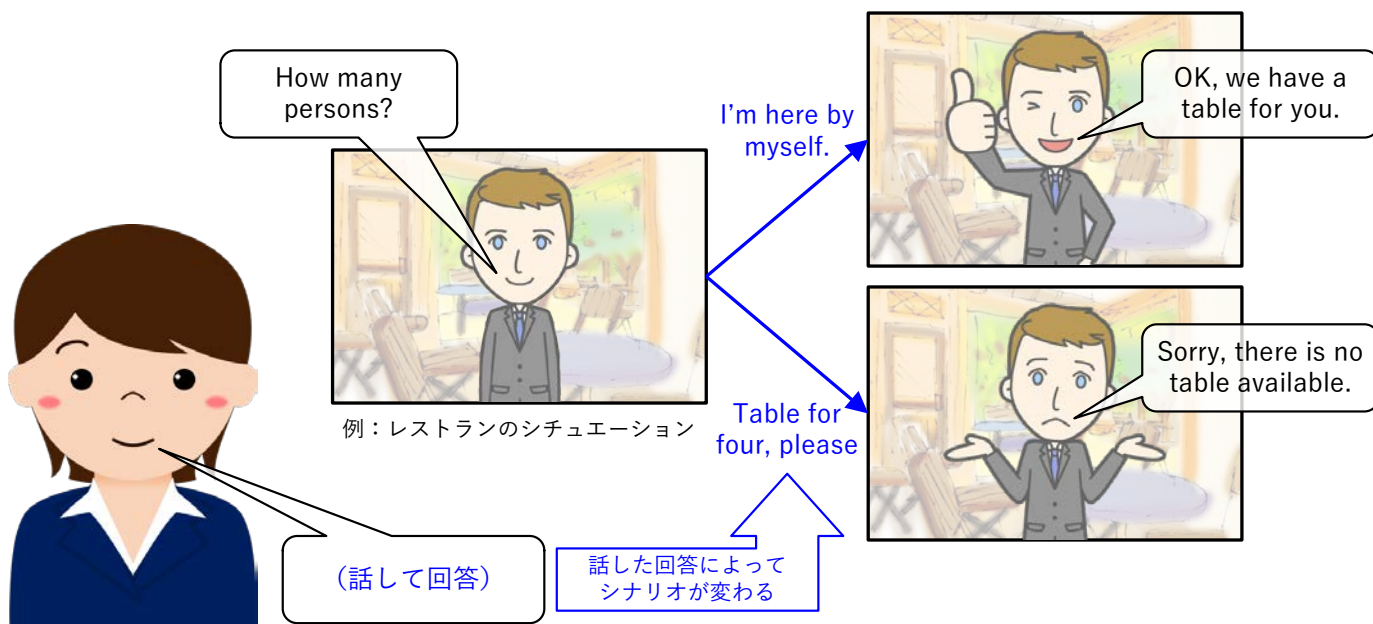 How many
persons?
I’m here by
myself.
OK, we have a
table for you.
例：レストランのシチュエーション
Table for
four, please
Sorry, there is no
table available.
（話して回答）
話した回答によって
シナリオが変わる